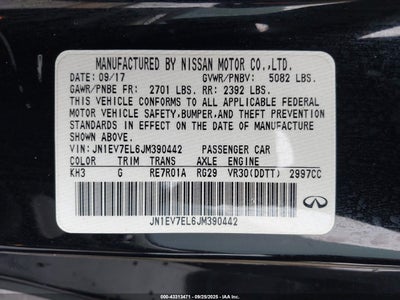 MANUFACTURED BY NISSAN MOTOR CO.,LTD.
DATE: 09/17 GVWR/PNBV: 5082 LBS.
GAWR/PNBE FR: 2701 LBS. RR: 2392 LBS.
THIS VEHICLE CONFORMS TO ALL APPLICABLE FEDERAL
MOTOR VEHICLE SAFETY,BUMPER,AND THEFT PREVENTION
STANDARDS IN EFFECT ON THE DATE OF MANUFACTURE
SHOWN ABOVE.
VIN: JN1EV7EL6JM390442 PASSENGER CAR
COLOR TRIM TRANS AXLE ENGINE
KH3 G RE7R01A RG29 VR30(DDTT) 2997CC
JN1EV7EL6JM390442
INFINITI
000-43313471 - (09/29/2025) - IAA Inc.